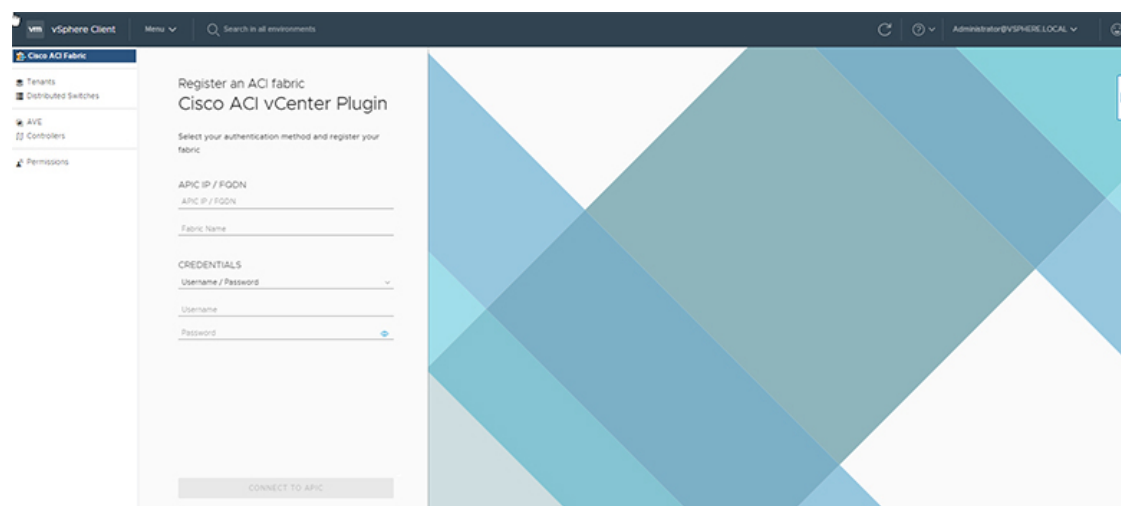 vm vSphere Client Menu Search in all environments Administrator@VSPHERE.LOCAL
Cisco ACI Fabric
Tenants
Distributed Switches
AVE
Controllers
Permissions
Register an ACI fabric
Cisco ACI vCenter Plugin
Select your authentication method and register your
fabric
APIC IP / FQDN
APIC IP / FQDN
Fabric Name
CREDENTIALS
Username / Password
Username
Password
CONNECT TO APIC